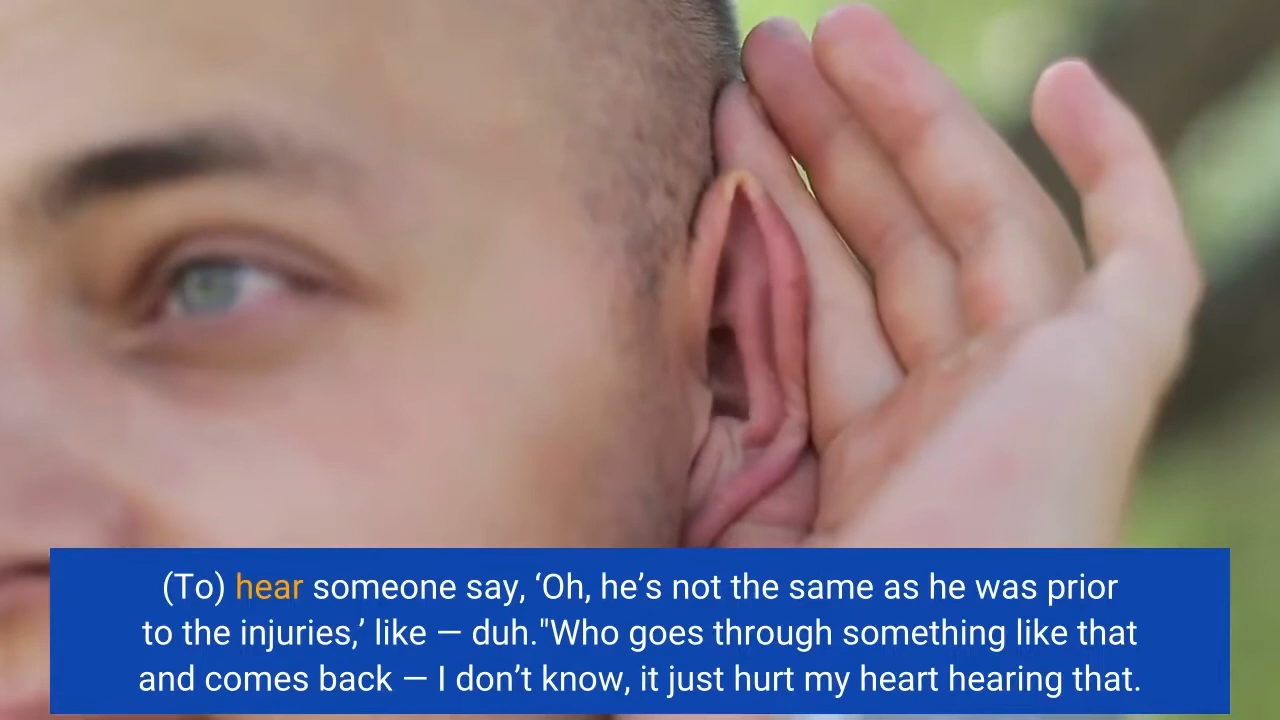 (To) hear someone say, ‘Oh, he’s not the same as he was prior
to the injuries,’ like — duh."Who goes through something like that
and comes back — I don’t know, it just hurt my heart hearing that.